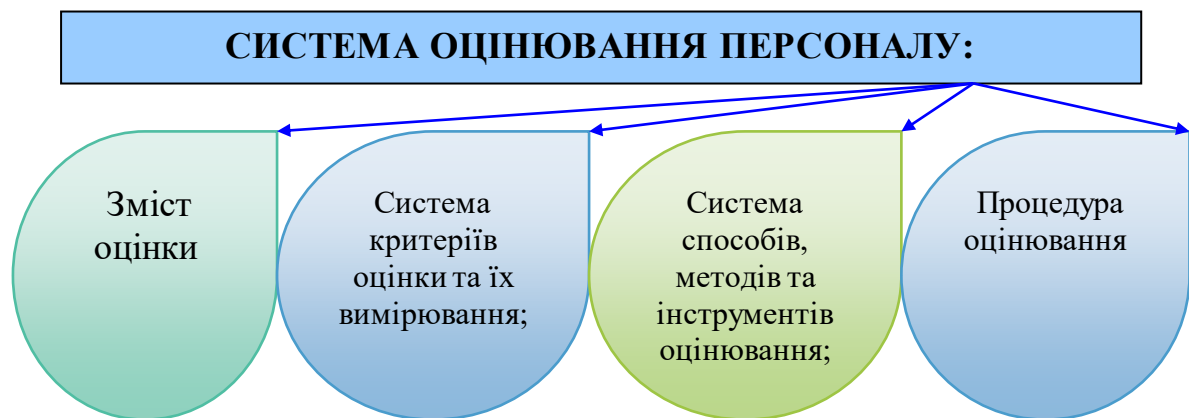 СИСТЕМА ОЦІНЮВАННЯ ПЕРСОНАЛУ:
Зміст
оцінки
Система
критеріїв
оцінки та їх
вимірювання;
Система
способів,
методів та
інструментів
оцінювання;
Процедура
оцінювання